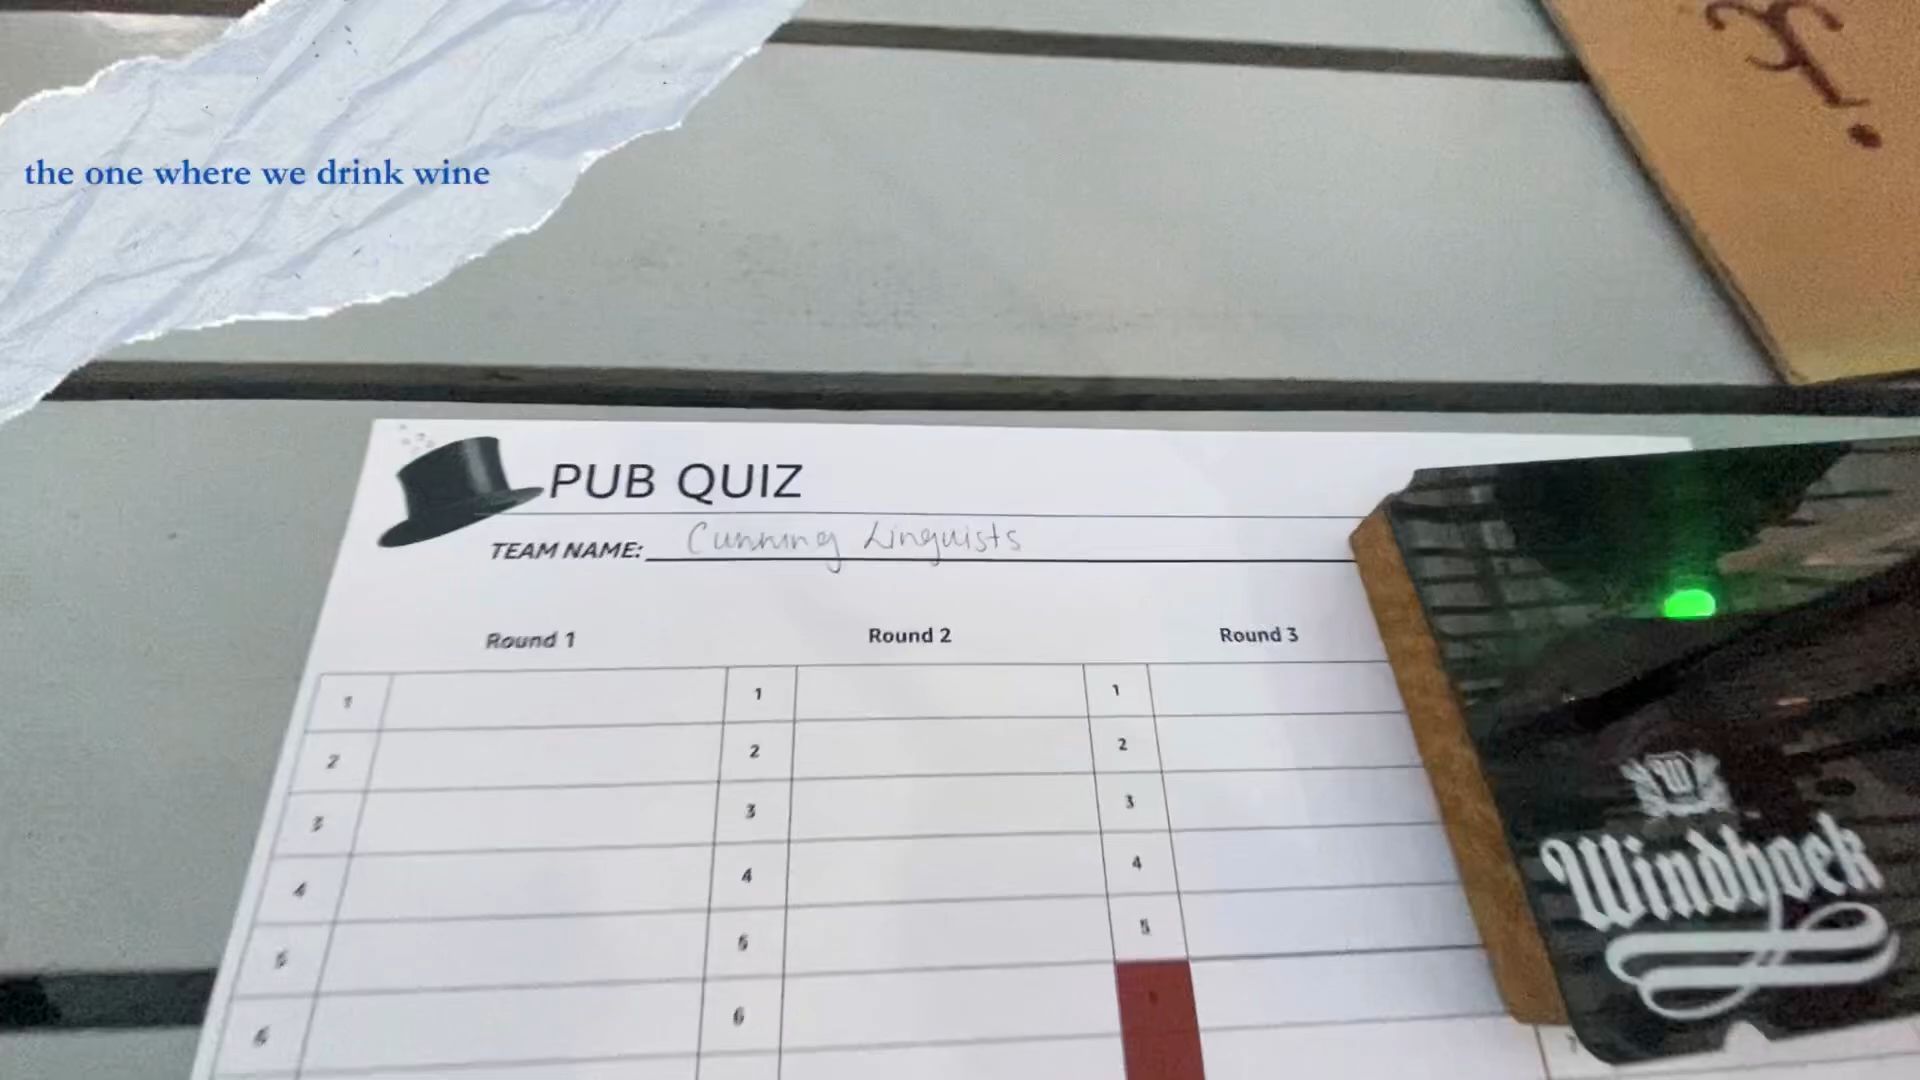 the one where we drink wine
PUB QUIZ
TEAM NAME: Cunning Linguists
Round 1 Round 2 Round 3
1 1 1
2 2 2
3 3 3
4 4 4
5 5 5
6 6
Windhoek